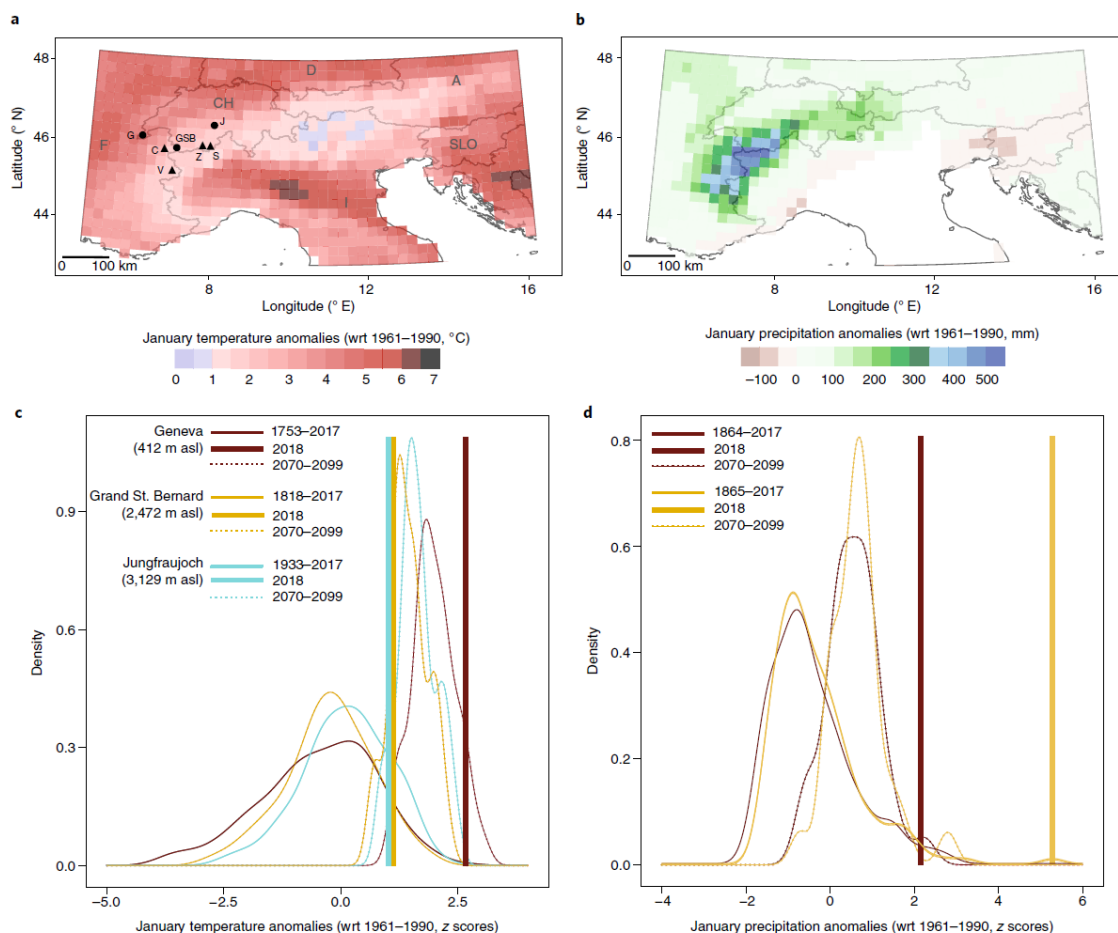 a
48
46
44
Latitude (° N)
D
A
CH
J
G
GSB
F
C
Z
S
V
SLO
I
0 100 km
8 12 16
Longitude (° E)
January temperature anomalies (wrt 1961–1990, °C)
0 1 2 3 4 5 6 7
b
48
46
44
Latitude (° N)
0 100 km
8 12 16
Longitude (° E)
January precipitation anomalies (wrt 1961–1990, mm)
–100 0 100 200 300 400 500
c
Geneva
(412 m asl)
1753–2017
2018
2070–2099
Grand St. Bernard
(2,472 m asl)
1818–2017
2018
2070–2099
Jungfraujoch
(3,129 m asl)
1933–2017
2018
2070–2099
0.9
0.6
0.3
0.0
Density
–5.0 –2.5 0.0 2.5
January temperature anomalies (wrt 1961–1990, z scores)
d
1864–2017
2018
2070–2099
1865–2017
2018
2070–2099
0.8
0.6
0.4
0.2
0.0
Density
–4 –2 0 2 4 6
January precipitation anomalies (wrt 1961–1990, z scores)